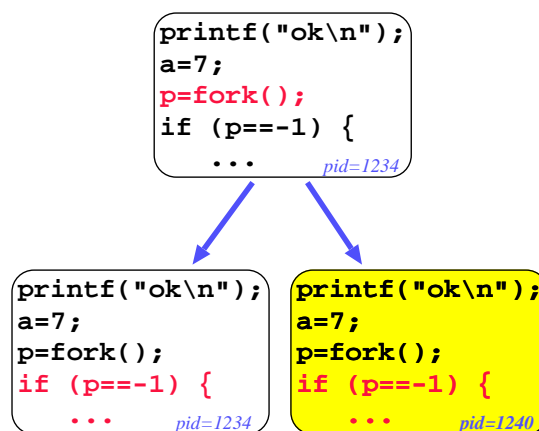 printf("ok\n");
a=7;
p=fork();
if (p==-1) {
... pid=1234
printf("ok\n");
a=7;
p=fork();
if (p==-1) {
... pid=1234
printf("ok\n");
a=7;
p=fork();
if (p==-1) {
... pid=1240